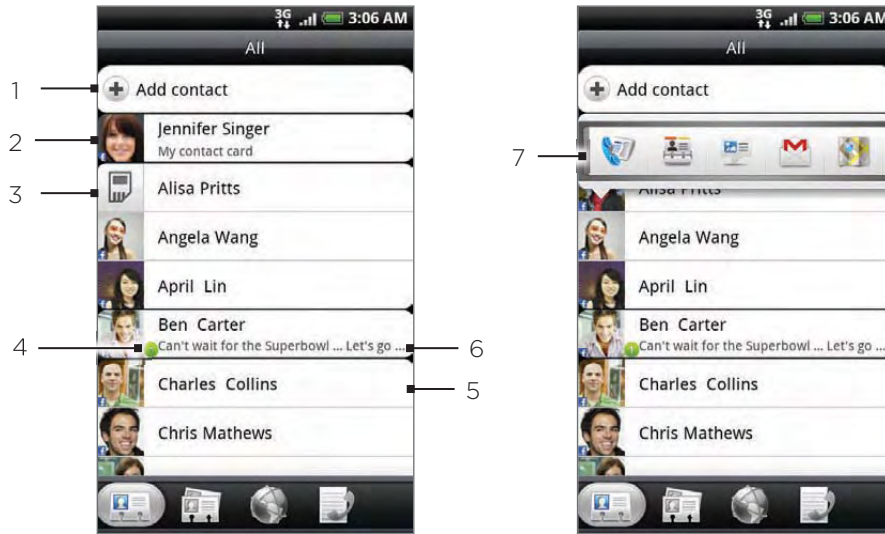 3G 3:06 AM
All
1
Add contact
2
Jennifer Singer
My contact card
3
Alisa Pritts
Angela Wang
April Lin
Ben Carter
4
Can't wait for the Superbowl ... Let's go ...
6
Charles Collins
5
Chris Mathews
3G 3:06 AM
All
Add contact
7
Alisa Pritts
Angela Wang
April Lin
Ben Carter
Can't wait for the Superbowl ... Let's go ...
Charles Collins
Chris Mathews